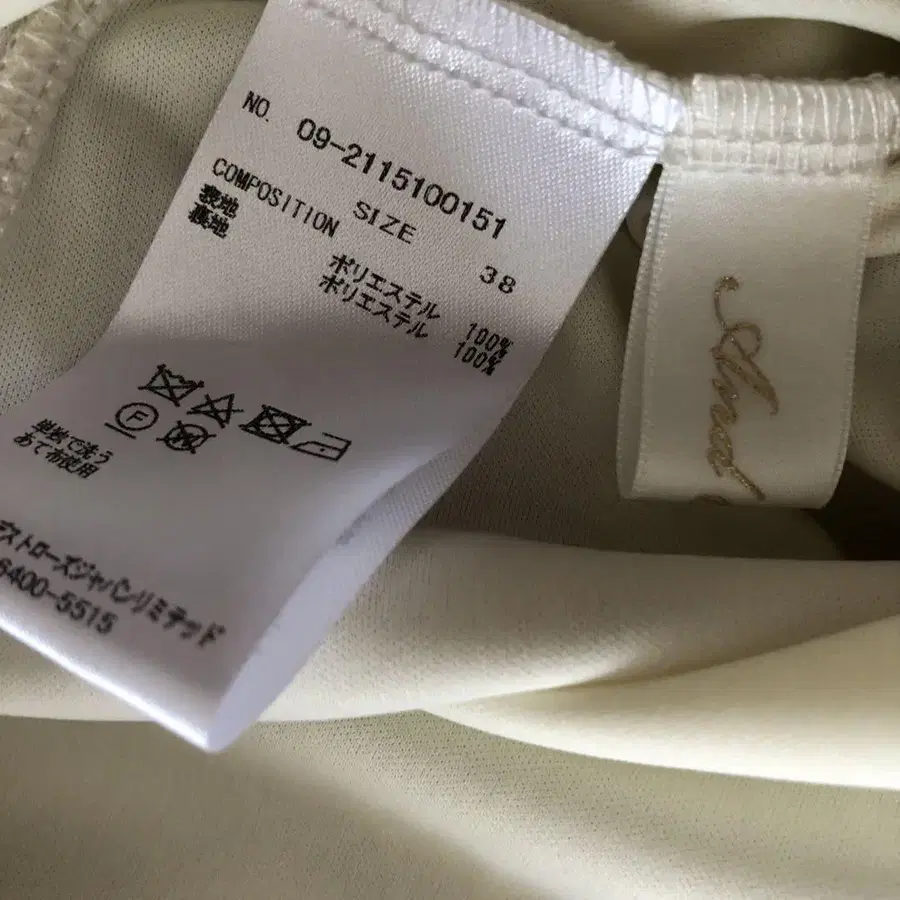 NO. 09-2115100151
SIZE 38
COMPOSITION
表地 ポリエステル 100%
裏地 ポリエステル 100%
F
W
単独で洗う
あて布使用
ストローズジャパンリミテッド
6400-5515